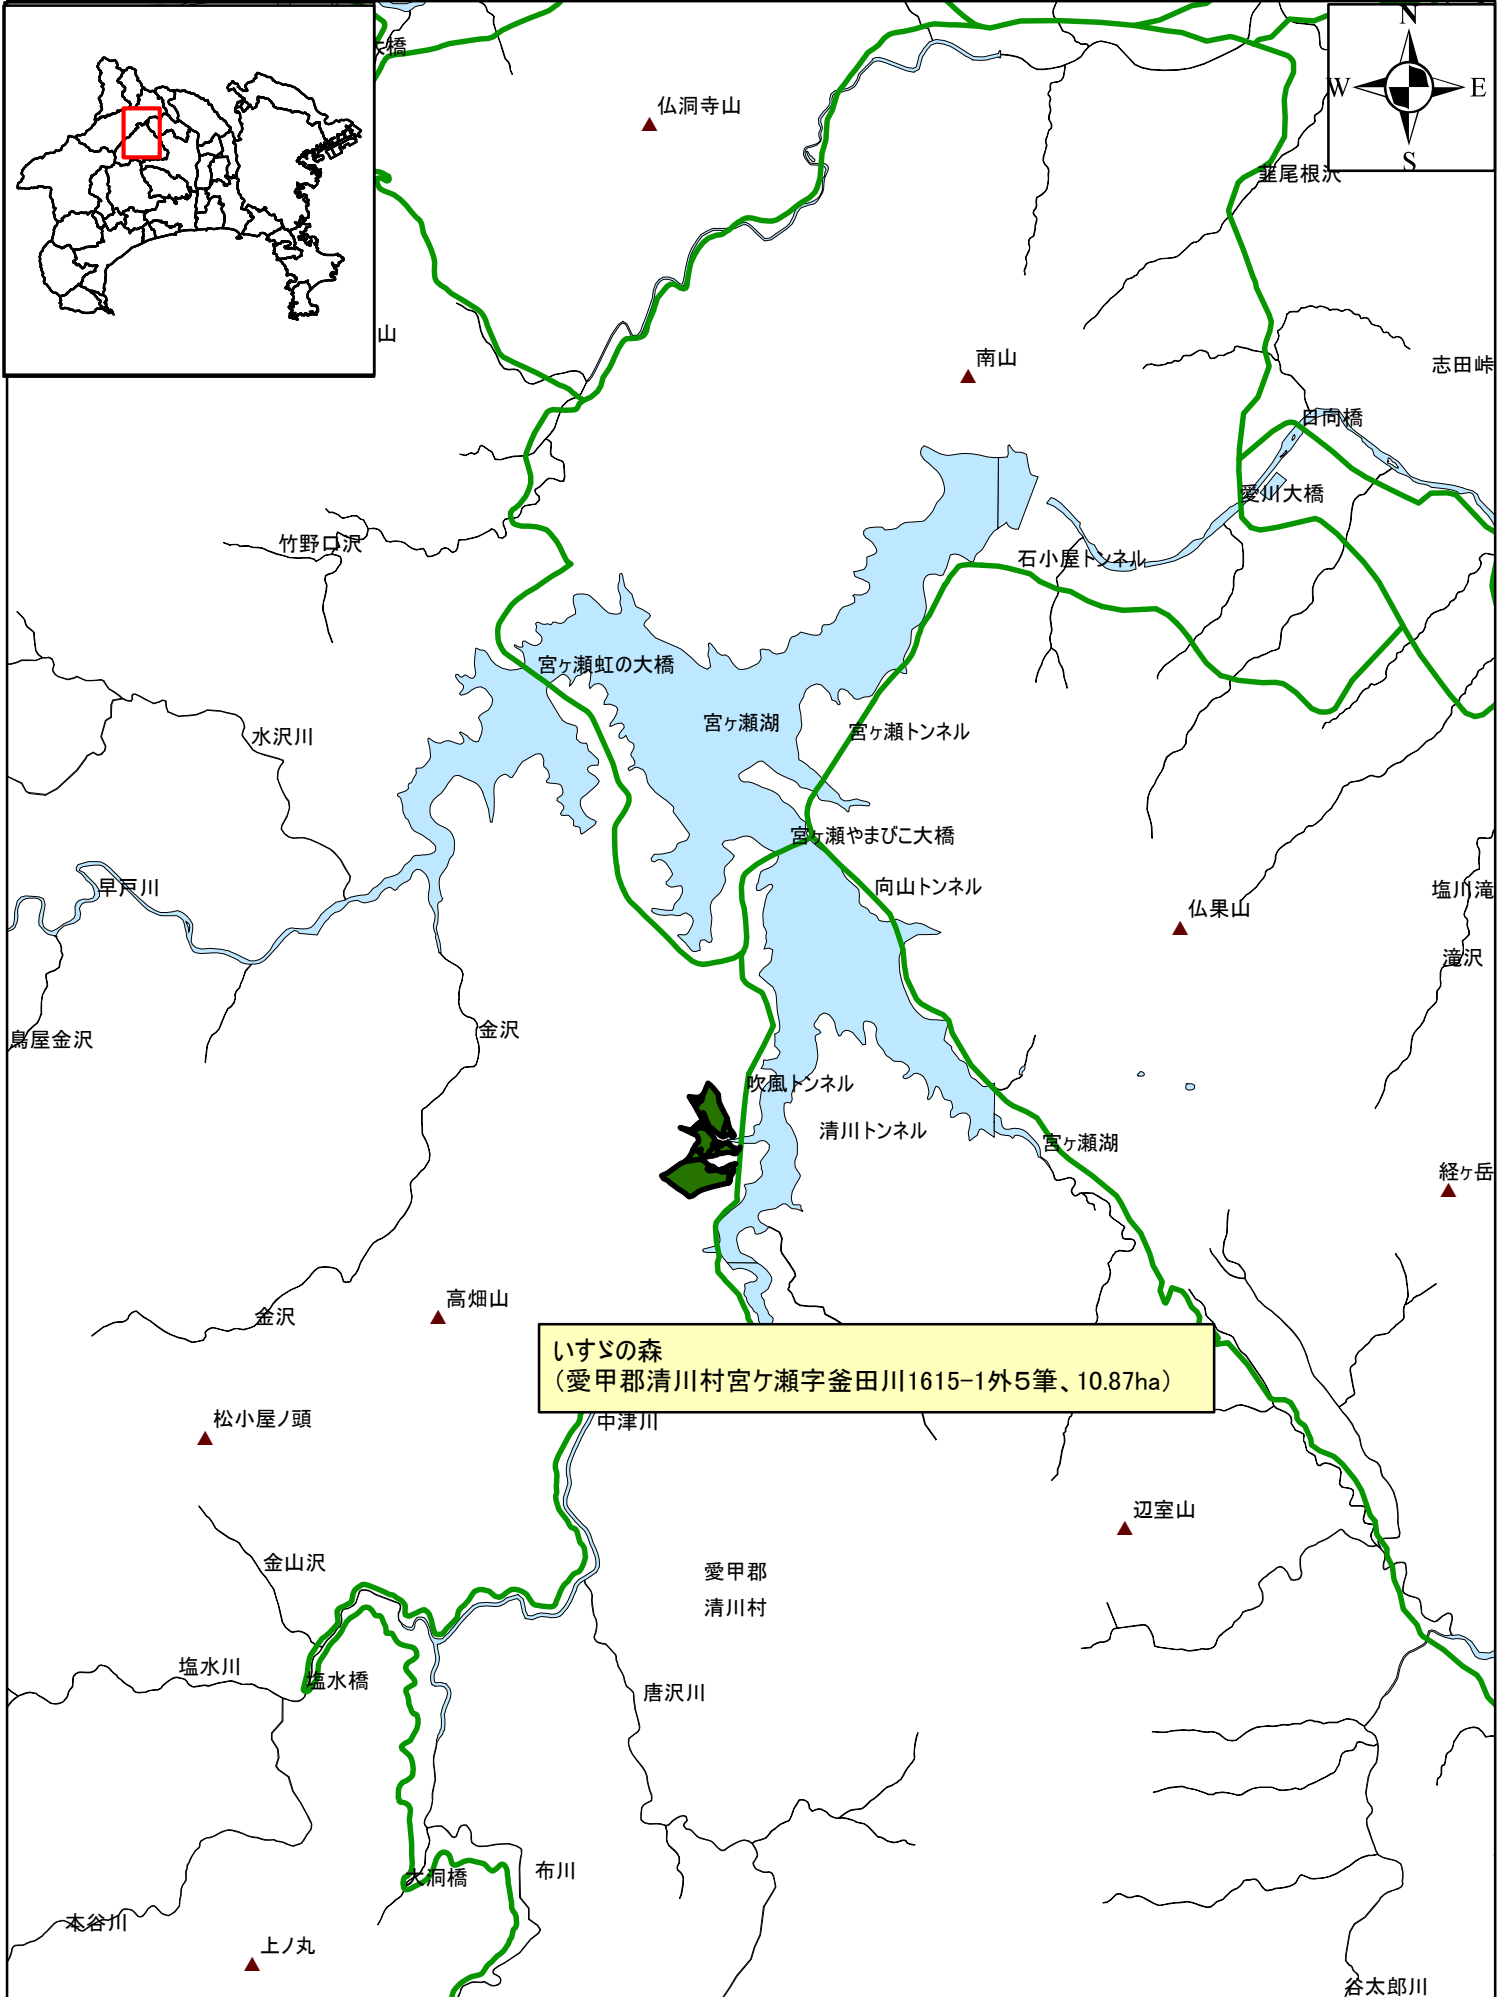 N
W
E
S
大橋
仏洞寺山
韮尾根沢
山
南山
志田峠
日向橋
愛川大橋
竹野口沢
石小屋トンネル
宮ヶ瀬虹の大橋
宮ヶ瀬湖
宮ヶ瀬トンネル
水沢川
宮ヶ瀬やまびこ大橋
早戸川
向山トンネル
塩川滝
仏果山
滝沢
鳥屋金沢
金沢
吹風トンネル
清川トンネル
宮ヶ瀬湖
経ヶ岳
高畑山
金沢
いすゞの森
（愛甲郡清川村宮ケ瀬字釜田川1615-1外５筆、10.87ha）
松小屋ノ頭
中津川
辺室山
金山沢
愛甲郡
清川村
塩水川
塩水橋
唐沢川
大洞橋
布川
本谷川
上ノ丸
谷太郎川